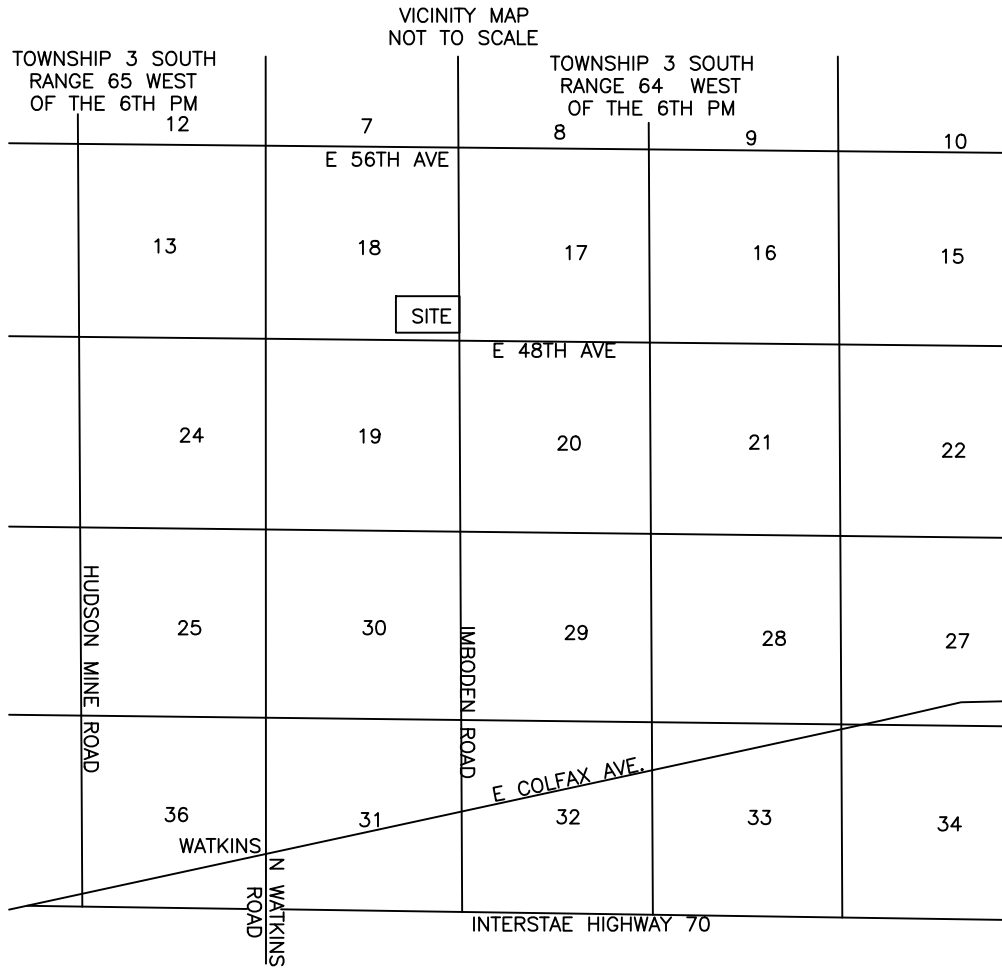 VICINITY MAP
NOT TO SCALE
TOWNSHIP 3 SOUTH
RANGE 65 WEST
OF THE 6TH PM
TOWNSHIP 3 SOUTH
RANGE 64 WEST
OF THE 6TH PM
12
7
8
9
10
E 56TH AVE
13
18
17
16
15
SITE
E 48TH AVE
24
19
20
21
22
HUDSON MINE ROAD
25
30
IMBODEN ROAD
29
28
27
E COLFAX AVE.
36
31
32
33
34
WATKINS
N WATKINS
ROAD
INTERSTAE HIGHWAY 70